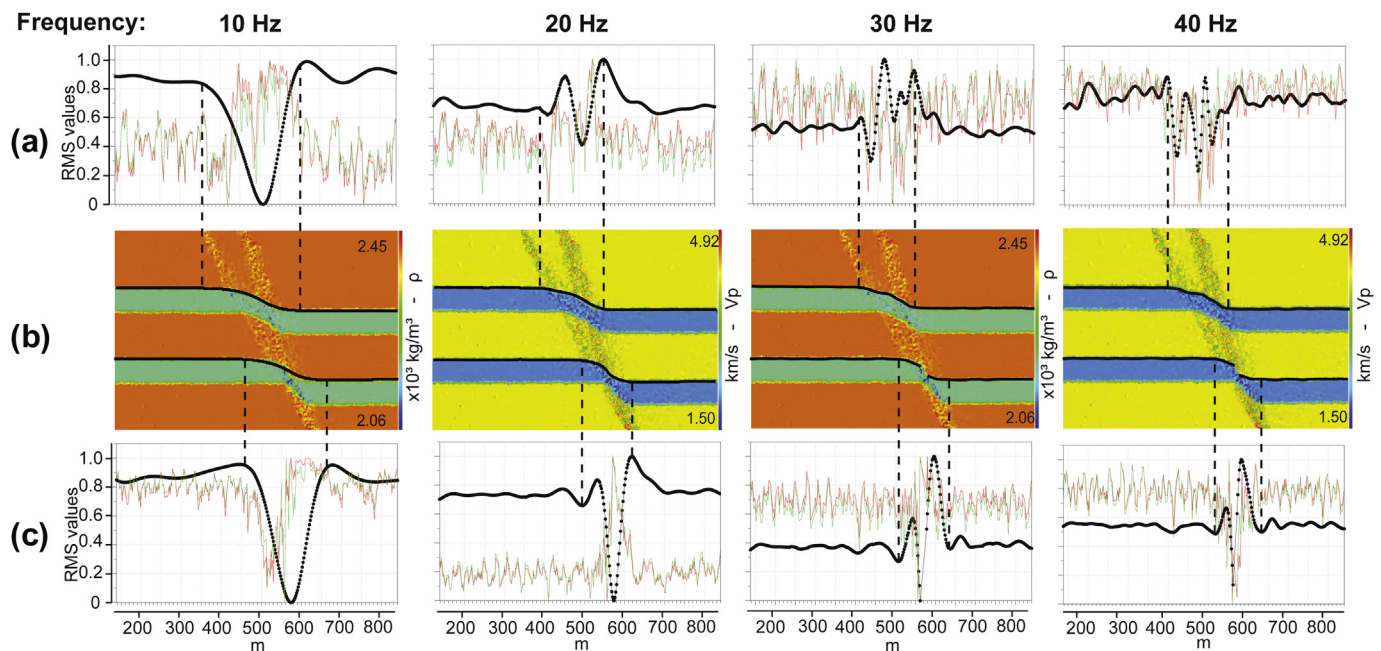 Frequency: 10 Hz 20 Hz 30 Hz 40 Hz
(a)
RMS values
1.0
0.8
0.6
0.4
0.2
0
(b)
2.45
2.06
x10³ kg/m³ - ρ
4.92
1.50
km/s - Vp
2.45
2.06
x10³ kg/m³ - ρ
4.92
1.50
km/s - Vp
(c)
RMS values
1.0
0.8
0.6
0.4
0.2
0
200 300 400 500 600 700 800
m
200 300 400 500 600 700 800
m
200 300 400 500 600 700 800
m
200 300 400 500 600 700 800
m